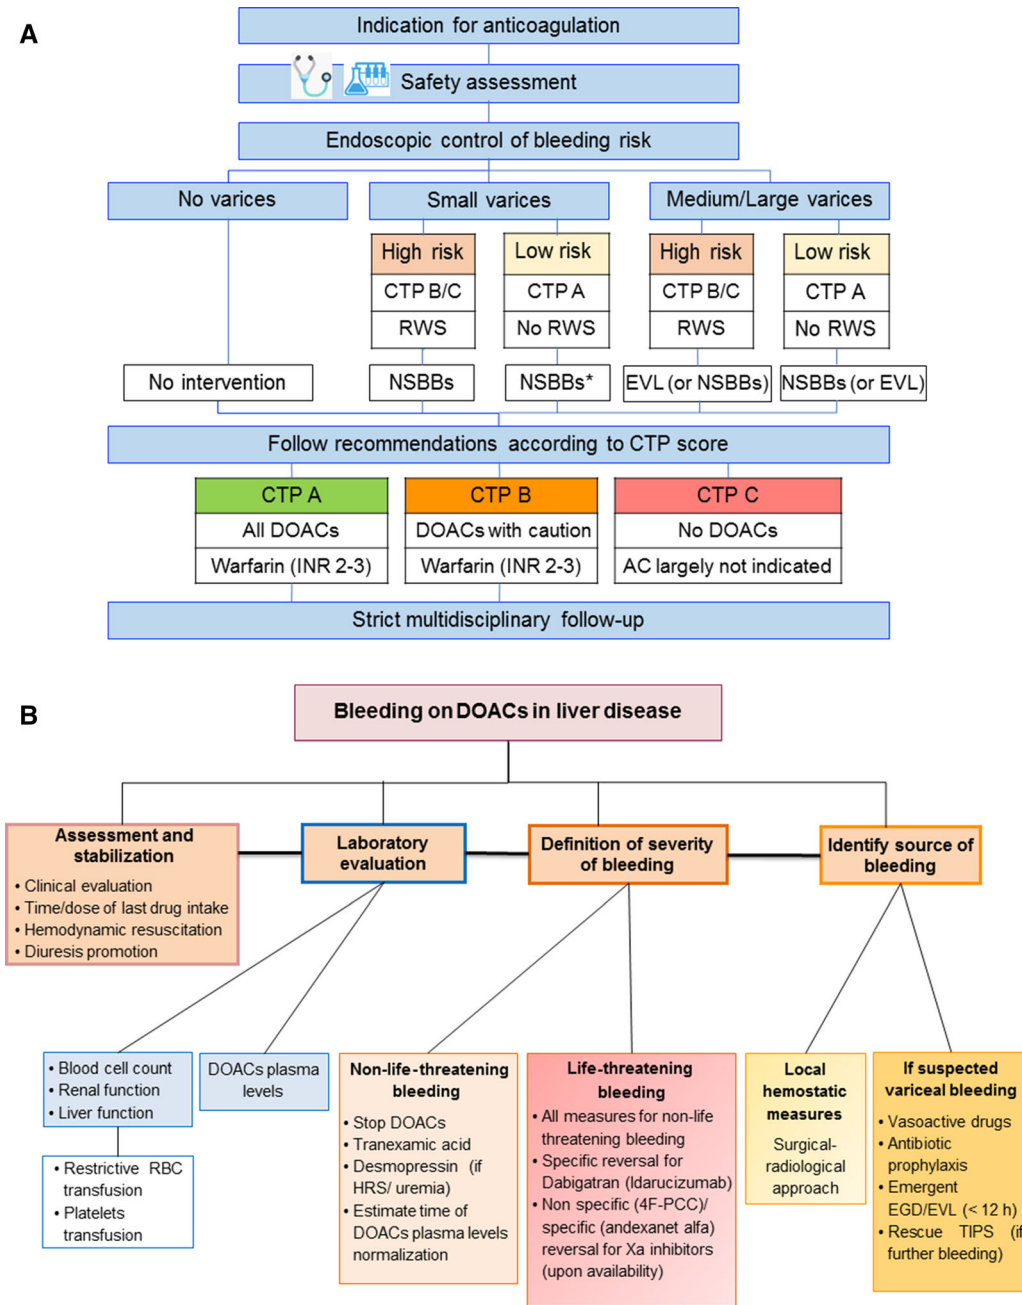 A
Indication for anticoagulation
Safety assessment
Endoscopic control of bleeding risk
No varices
Small varices
Medium/Large varices
High risk
Low risk
High risk
Low risk
CTP B/C
CTP A
CTP B/C
CTP A
RWS
No RWS
RWS
No RWS
No intervention
NSBBs
NSBBs*
EVL (or NSBBs)
NSBBs (or EVL)
Follow recommendations according to CTP score
CTP A
CTP B
CTP C
All DOACs
DOACs with caution
No DOACs
Warfarin (INR 2-3)
Warfarin (INR 2-3)
AC largely not indicated
Strict multidisciplinary follow-up
B
Bleeding on DOACs in liver disease
Assessment and
stabilization
• Clinical evaluation
• Time/dose of last drug intake
• Hemodynamic resuscitation
• Diuresis promotion
Laboratory
evaluation
Definition of severity
of bleeding
Identify source of
bleeding
• Blood cell count
• Renal function
• Liver function
• Restrictive RBC
transfusion
• Platelets
transfusion
DOACs plasma
levels
Non-life-threatening
bleeding
• Stop DOACs
• Tranexamic acid
• Desmopressin (if
HRS/ uremia)
• Estimate time of
DOACs plasma levels
normalization
Life-threatening
bleeding
• All measures for non-life
threatening bleeding
• Specific reversal for
Dabigatran (Idarucizumab)
• Non specific (4F-PCC)/
specific (andexanet alfa)
reversal for Xa inhibitors
(upon availability)
Local
hemostatic
measures
Surgical-
radiological
approach
If suspected
variceal bleeding
• Vasoactive drugs
• Antibiotic
prophylaxis
• Emergent
EGD/EVL (< 12 h)
• Rescue TIPS (if
further bleeding)